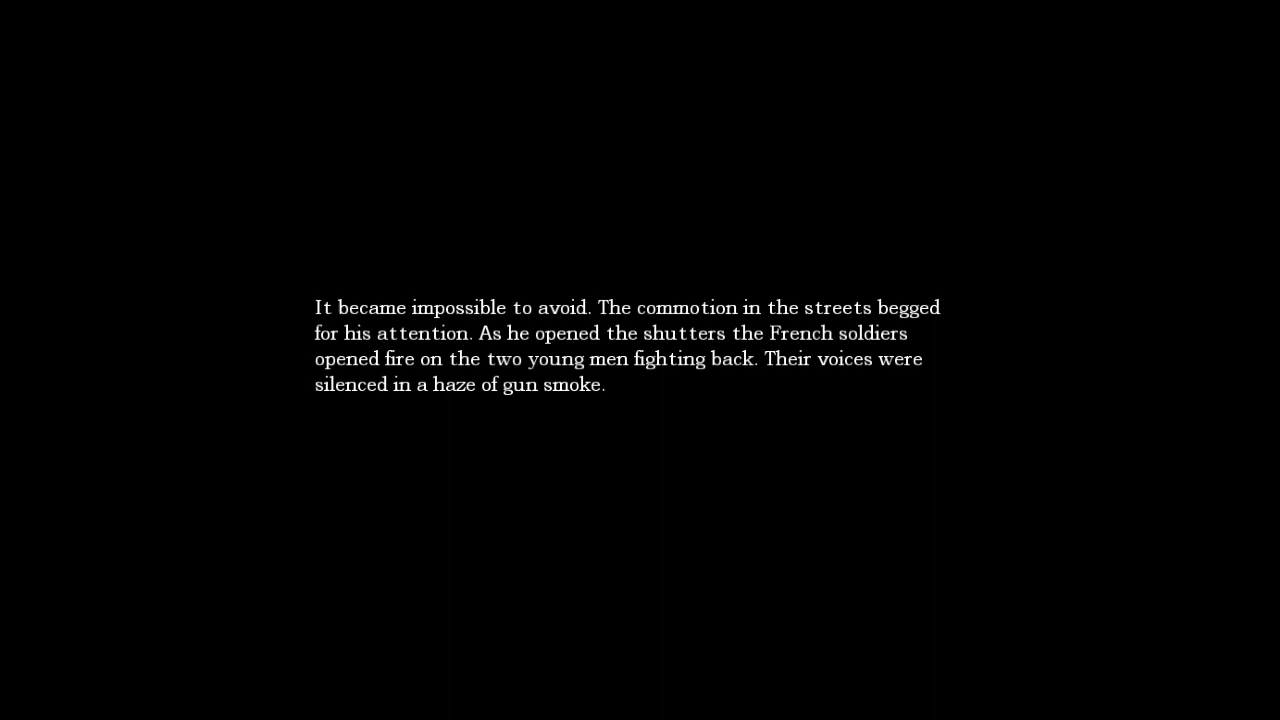 It became impossible to avoid. The commotion in the streets begged
for his attention. As he opened the shutters the French soldiers
opened fire on the two young men fighting back. Their voices were
silenced in a haze of gun smoke.